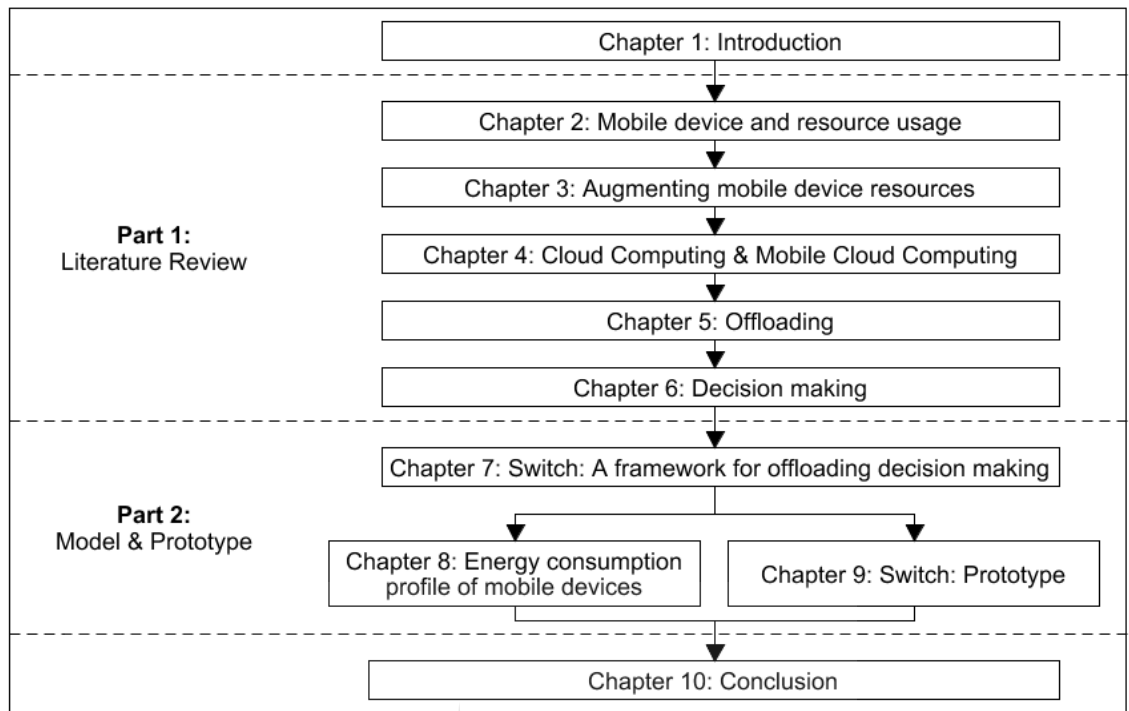 Chapter 1: Introduction
Chapter 2: Mobile device and resource usage
Chapter 3: Augmenting mobile device resources
Part 1:
Literature Review
Chapter 4: Cloud Computing & Mobile Cloud Computing
Chapter 5: Offloading
Chapter 6: Decision making
Chapter 7: Switch: A framework for offloading decision making
Part 2:
Model & Prototype
Chapter 8: Energy consumption
profile of mobile devices
Chapter 9: Switch: Prototype
Chapter 10: Conclusion